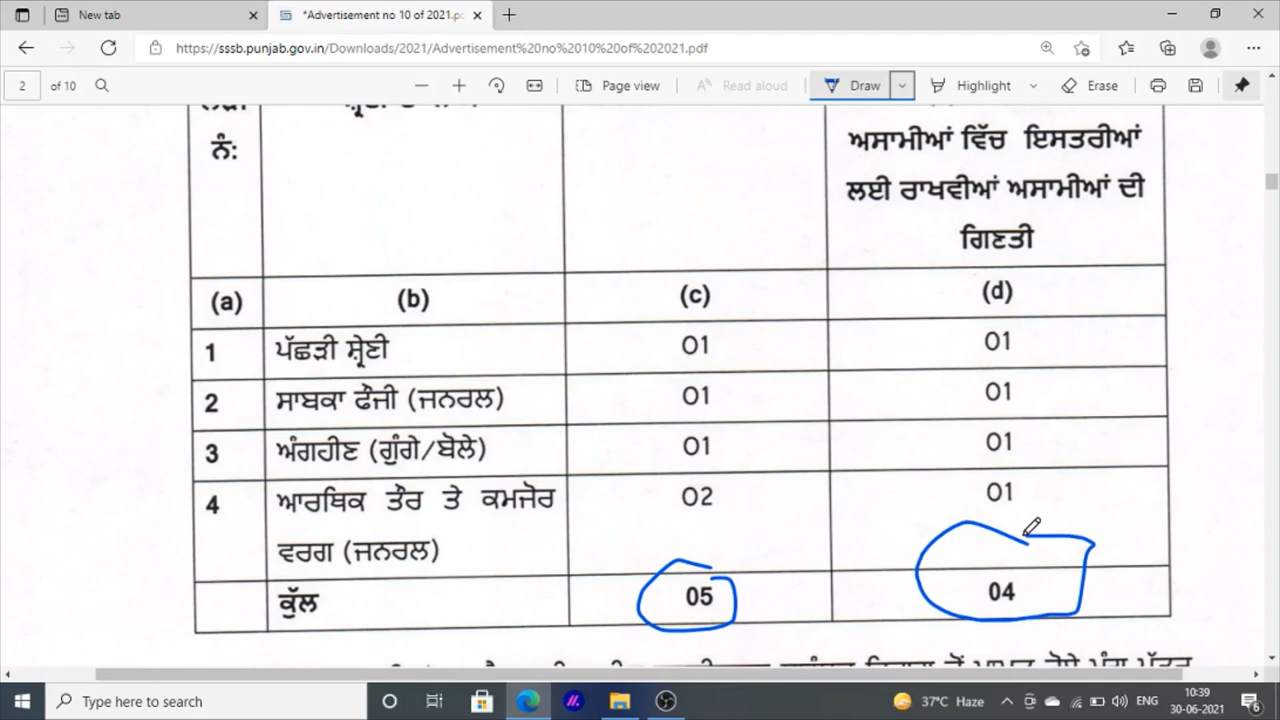 New tab
*Advertisement no 10 of 2021.po
https://sssb.punjab.gov.in/Downloads/2021/Advertisement%20no%2010%20of%202021.pdf
2 of 10
Page view
Read aloud
Draw
Highlight
Erase
ਨੰ:
ਅਸਾਮੀਆਂ ਵਿੱਚ ਇਸਤਰੀਆਂ
ਲਈ ਰਾਖਵੀਆਂ ਅਸਾਮੀਆਂ ਦੀ
ਗਿਣਤੀ
(a) (b) (c) (d)
1 ਪੱਛੜੀ ਸ਼੍ਰੇਣੀ 01 01
2 ਸਾਬਕਾ ਫੌਜੀ (ਜਨਰਲ) 01 01
3 ਅੰਗਹੀਣ (ਗੁੰਗੇ/ਬੋਲੇ) 01 01
4 ਆਰਥਿਕ ਤੌਰ ਤੇ ਕਮਜੋਰ 02 01
ਵਰਗ (ਜਨਰਲ)
ਕੁੱਲ 05 04
Type here to search
37°C Haze
ENG
10:39
30-06-2021
6